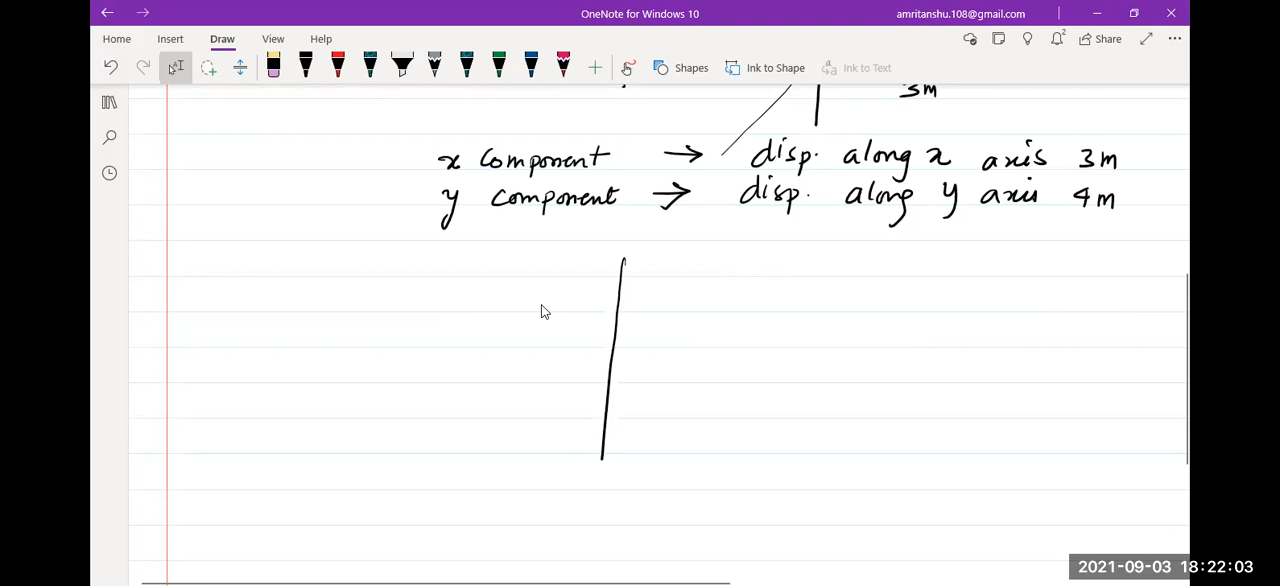 OneNote for Windows 10
amritanshu.108@gmail.com
Home Insert Draw View Help
Share
Shapes
Ink to Shape
Ink to Text
3m
x component → disp. along x axis 3m
y component → disp. along y axis 4m
2021-09-03 18:22:03